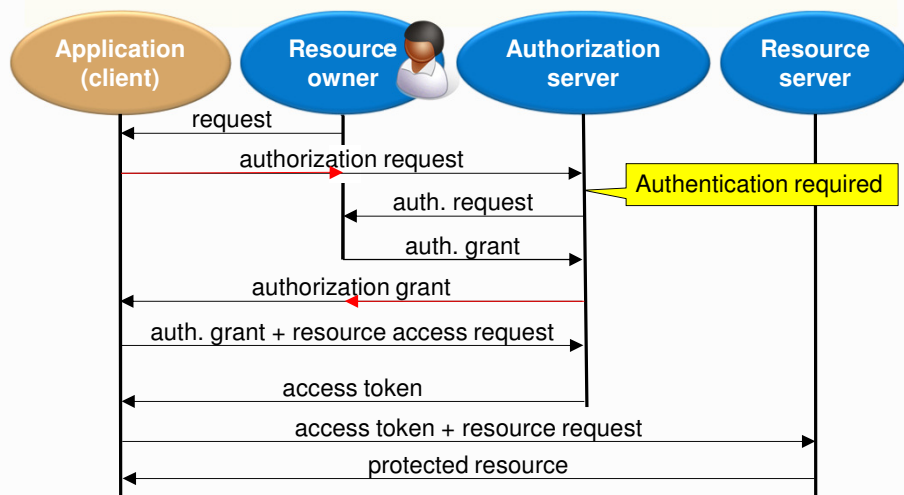 Application
(client)
Resource
owner
Authorization
server
Resource
server
request
authorization request
Authentication required
auth. request
auth. grant
authorization grant
auth. grant + resource access request
access token
access token + resource request
protected resource